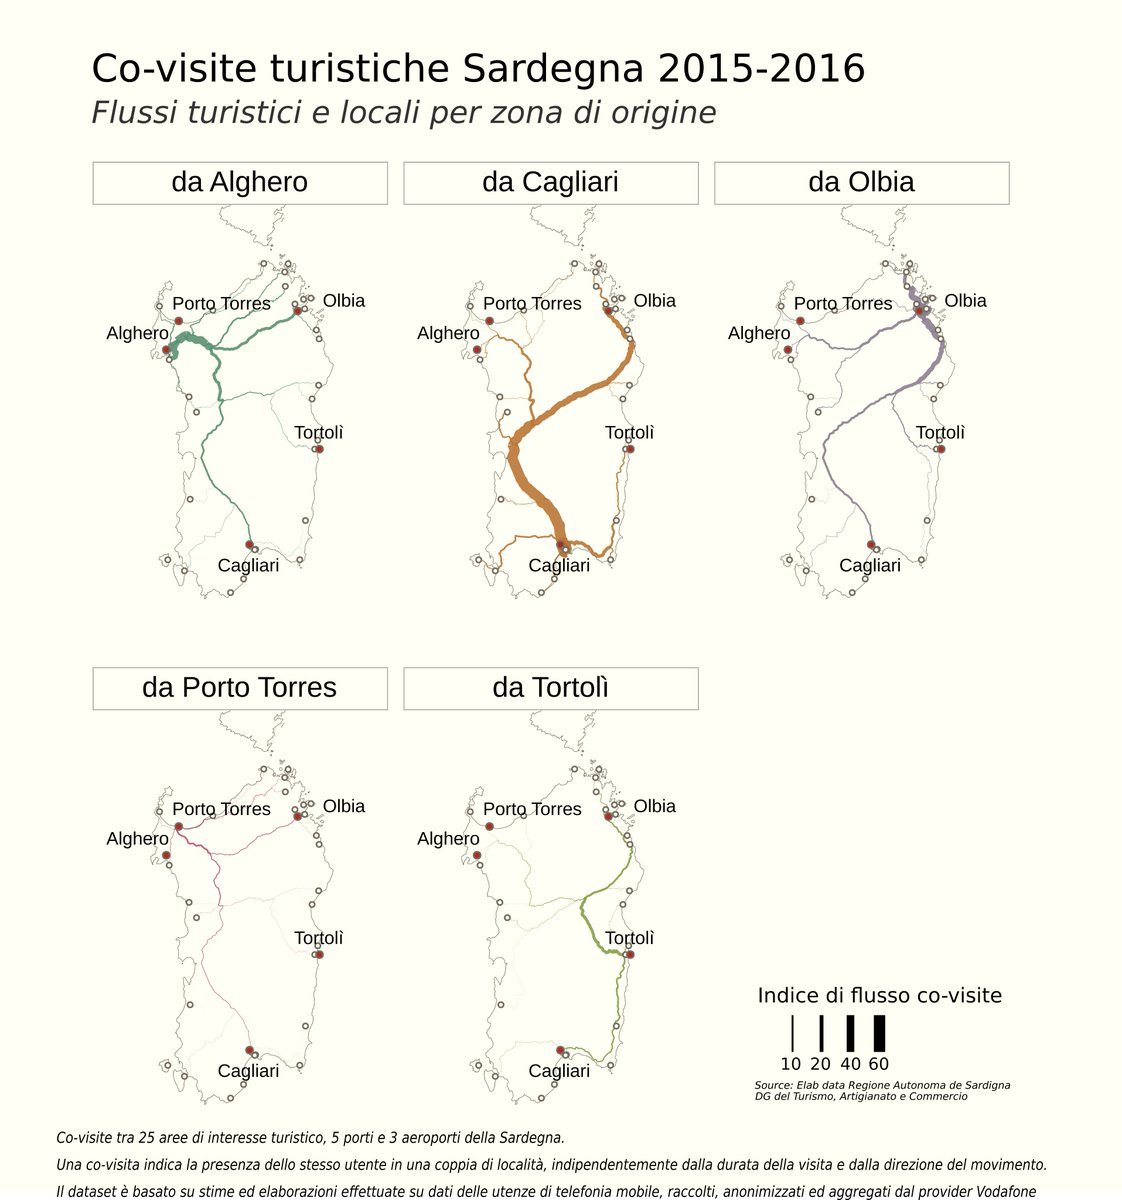 Co-visite turistiche Sardegna 2015-2016
Flussi turistici e locali per zona di origine
da Alghero
da Cagliari
da Olbia
Porto Torres
Olbia
Alghero
Tortolì
Cagliari
Porto Torres
Olbia
Alghero
Tortolì
Cagliari
Porto Torres
Olbia
Alghero
Tortolì
Cagliari
da Porto Torres
da Tortolì
Porto Torres
Olbia
Alghero
Tortolì
Cagliari
Porto Torres
Olbia
Alghero
Tortolì
Cagliari
Indice di flusso co-visite
10 20 40 60
Source: Elab data Regione Autonoma de Sardigna
DG del Turismo, Artigianato e Commercio
Co-visite tra 25 aree di interesse turistico, 5 porti e 3 aeroporti della Sardegna.
Una co-visita indica la presenza dello stesso utente in una coppia di località, indipendentemente dalla durata della visita e dalla direzione del movimento.
Il dataset è basato su stime ed elaborazioni effettuate su dati delle utenze di telefonia mobile, raccolti, anonimizzati ed aggregati dal provider Vodafone